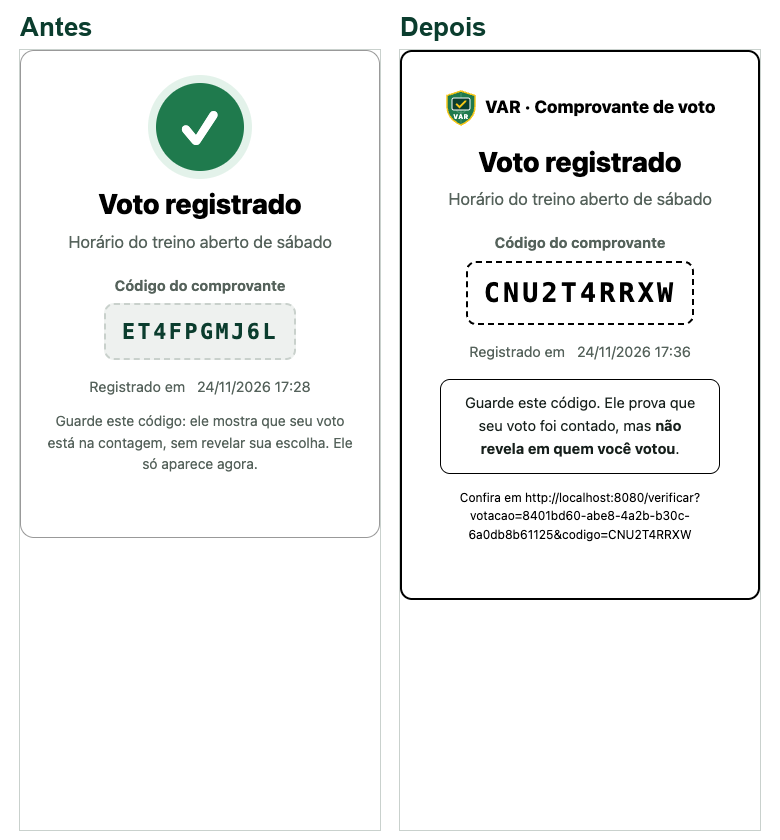 Antes
Voto registrado
Horário do treino aberto de sábado
Código do comprovante
ET4FPGMJ6L
Registrado em 24/11/2026 17:28
Guarde este código: ele mostra que seu voto
está na contagem, sem revelar sua escolha. Ele
só aparece agora.
Depois
VAR
VAR · Comprovante de voto
Voto registrado
Horário do treino aberto de sábado
Código do comprovante
CNU2T4RRXW
Registrado em 24/11/2026 17:36
Guarde este código. Ele prova que
seu voto foi contado, mas não
revela em quem você votou.
Confira em http://localhost:8080/verificar?
votacao=8401bd60-abe8-4a2b-b30c-
6a0db8b61125&codigo=CNU2T4RRXW